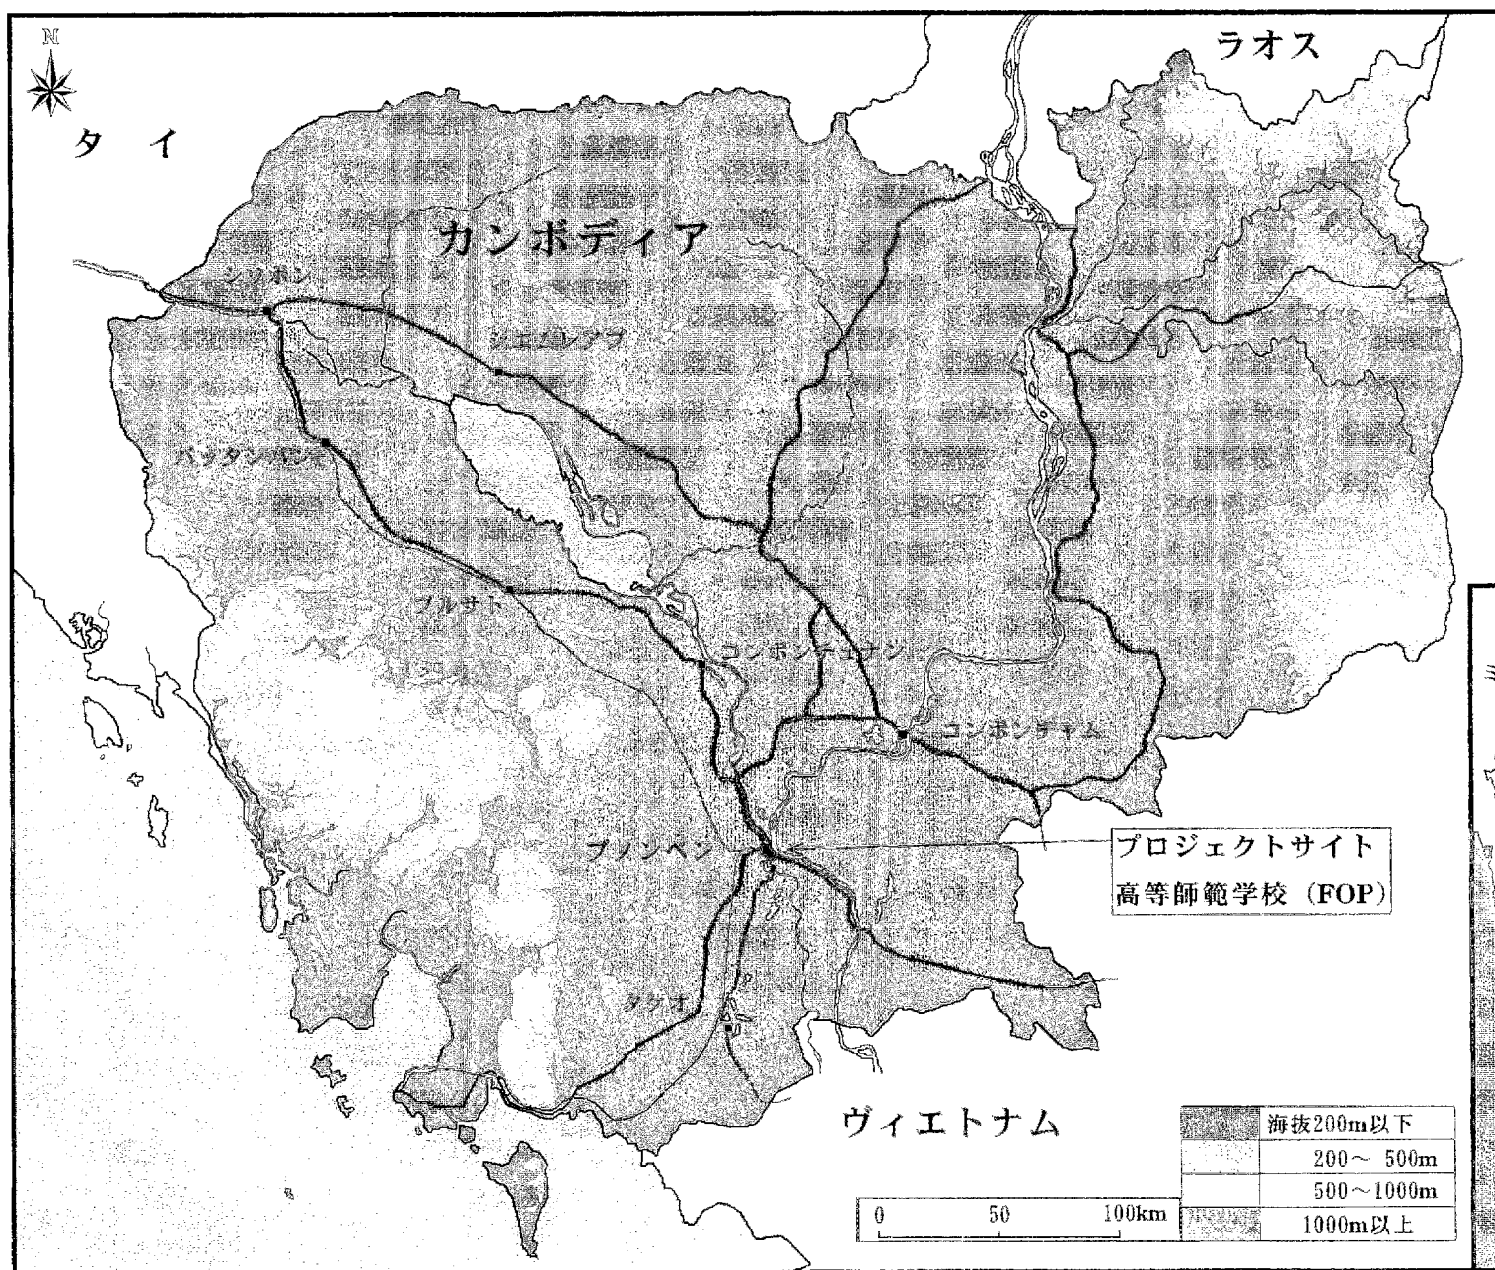 N
ラオス
タイ
カンボディア
シソポン
シエムレアプ
バッタンバン
プルサト
コンポンチュナン
コンポンチャム
プノンペン
プロジェクトサイト
高等師範学校（FOP）
タケオ
ヴィエトナム
海抜200m以下
200～ 500m
500～1000m
1000m以上
0 50 100km